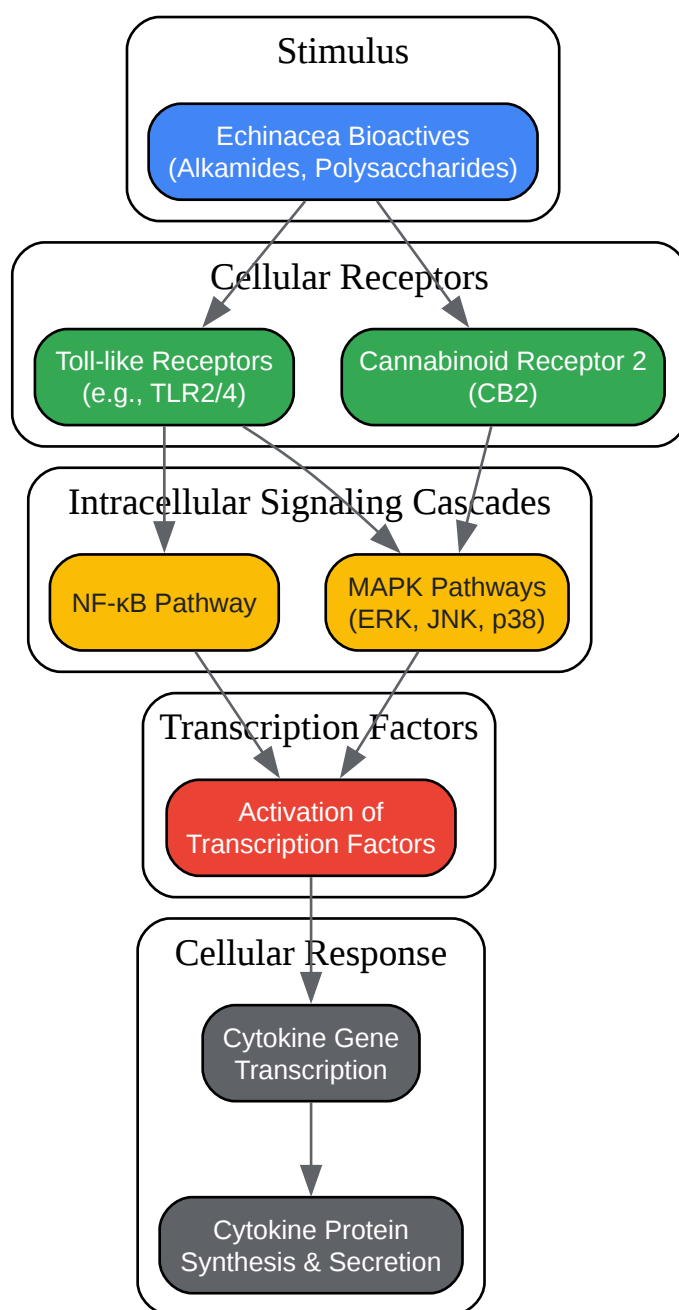 Stimulus
Echinacea Bioactives
(Alkamides, Polysaccharides)
Cellular Receptors
Toll-like Receptors
(e.g., TLR2/4)
Cannabinoid Receptor 2
(CB2)
Intracellular Signaling Cascades
NF-κB Pathway
MAPK Pathways
(ERK, JNK, p38)
Transcription Factors
Activation of
Transcription Factors
Cellular Response
Cytokine Gene
Transcription
Cytokine Protein
Synthesis & Secretion